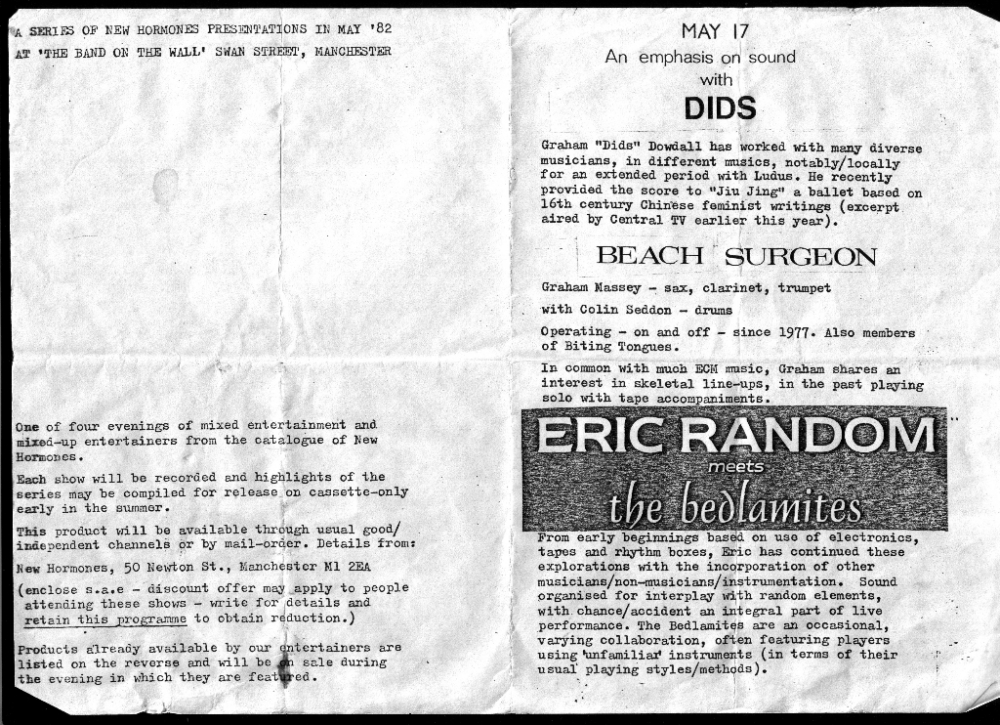 A SERIES OF NEW HORMONES PRESENTATIONS IN MAY '82
AT 'THE BAND ON THE WALL' SWAN STREET, MANCHESTER
One of four evenings of mixed entertainment and
mixed-up entertainers from the catalogue of New
Hormones.
Each show will be recorded and highlights of the
series may be compiled for release on cassette-only
early in the summer.
This product will be available through usual good/
independent channels or by mail-order. Details from:
New Hormones, 50 Newton St., Manchester M1 2EA
(enclose s.a.e - discount offer may apply to people
attending these shows - write for details and
retain this programme to obtain reduction.)
Products already available by our entertainers are
listed on the reverse and will be on sale during
the evening in which they are featured.
MAY 17
An emphasis on sound
with
DIDS
Graham "Dids" Dowdall has worked with many diverse
musicians, in different musics, notably/locally
for an extended period with Ludus. He recently
provided the score to "Jiu Jing" a ballet based on
16th century Chinese feminist writings (excerpt
aired by Central TV earlier this year).
BEACH SURGEON
Graham Massey - sax, clarinet, trumpet
with Colin Seddon - drums
Operating - on and off - since 1977. Also members
of Biting Tongues.
In common with much ECM music, Graham shares an
interest in skeletal line-ups, in the past playing
solo with tape accompaniments.
ERIC RANDOM
meets
the bedlamites
From early beginnings based on use of electronics,
tapes and rhythm boxes, Eric has continued these
explorations with the incorporation of other
musicians/non-musicians/instrumentation. Sound
organised for interplay with random elements,
with chance/accident an integral part of live
performance. The Bedlamites are an occasional,
varying collaboration, often featuring players
using 'unfamiliar' instruments (in terms of their
usual playing styles/methods).